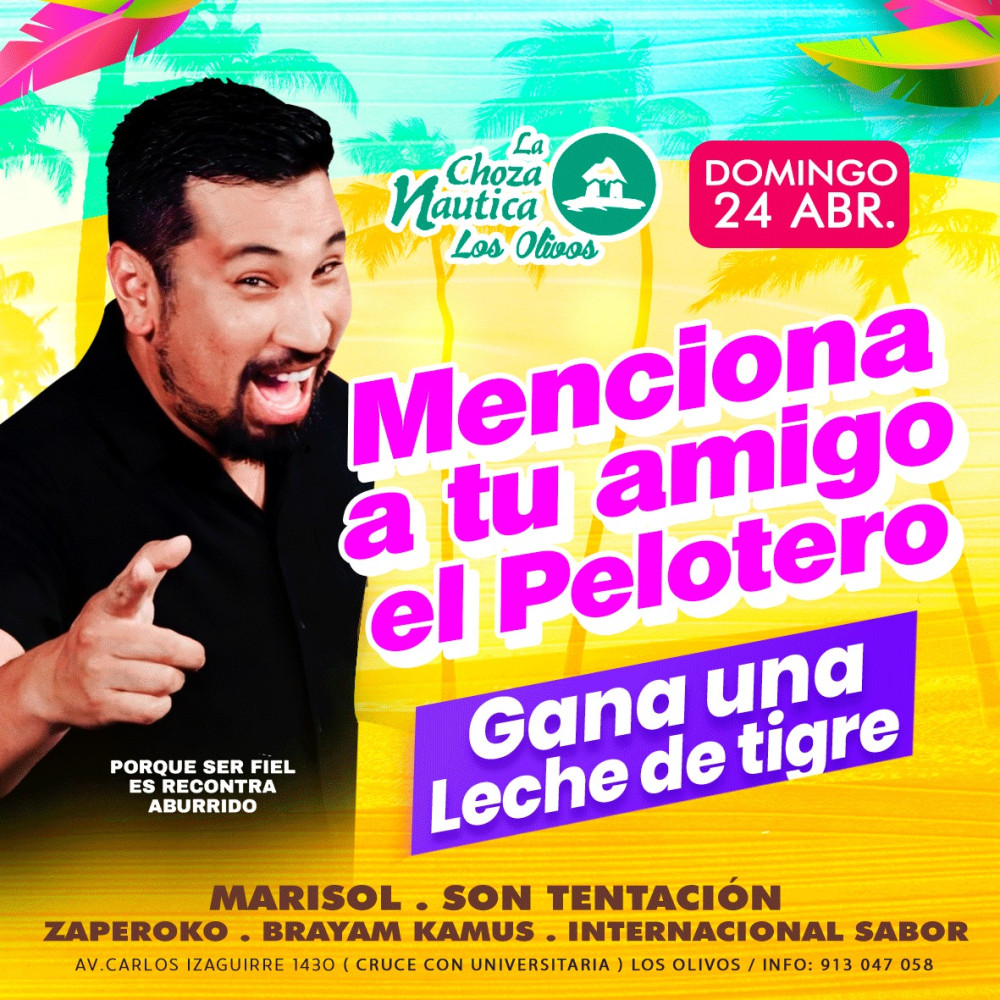 La
Choza
Nautica
Los Olivos
DOMINGO
24 ABR.
Menciona
a tu amigo
el Pelotero
Gana una
Leche de tigre
PORQUE SER FIEL
ES RECONTRA
ABURRIDO
MARISOL . SON TENTACIÓN
ZAPEROKO . BRAYAM KAMUS . INTERNACIONAL SABOR
AV.CARLOS IZAGUIRRE 1430 ( CRUCE CON UNIVERSITARIA ) LOS OLIVOS / INFO: 913 047 058